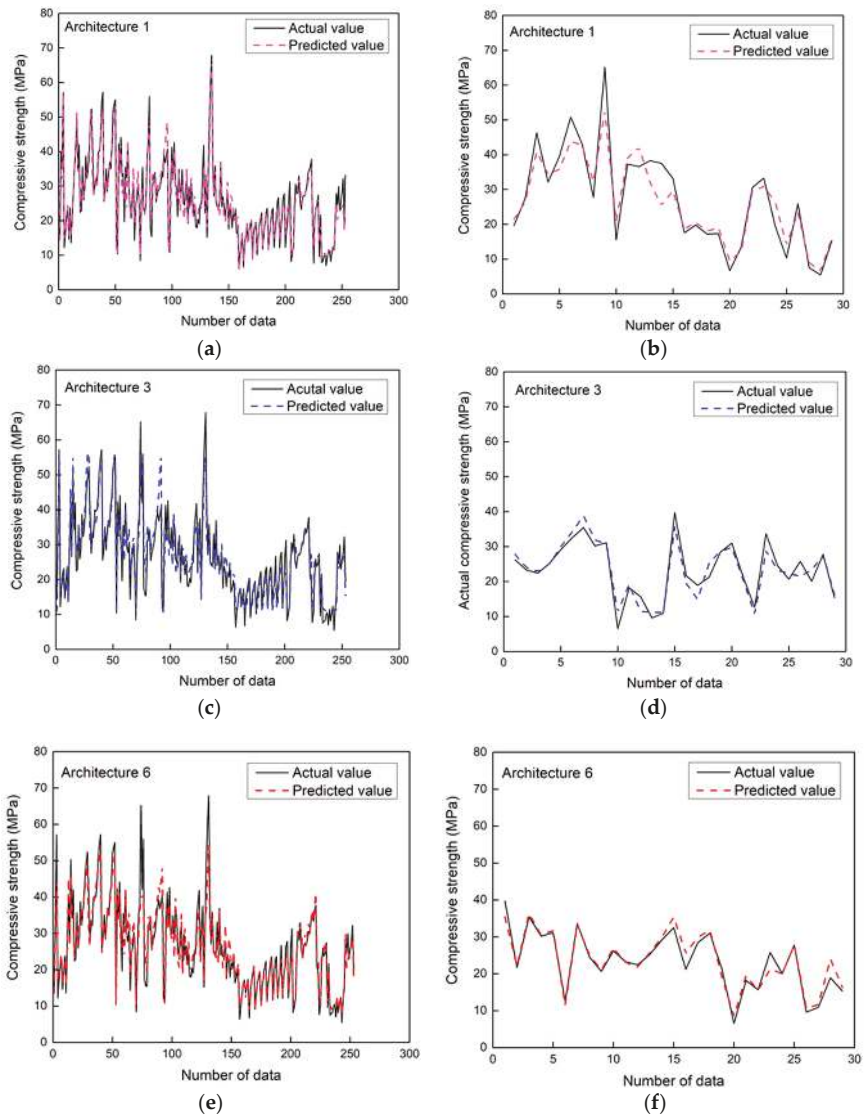 Architecture 1
Actual value
Predicted value
Compressive strength (MPa)
80
70
60
50
40
30
20
10
0
0 50 100 150 200 250 300
Number of data
(a)
Architecture 1
Actual value
Predicted value
Compressive strength (MPa)
80
70
60
50
40
30
20
10
0
0 5 10 15 20 25 30
Number of data
(b)
Architecture 3
Acutal value
Predicted value
Compressive strength (MPa)
80
70
60
50
40
30
20
10
0
0 50 100 150 200 250 300
Number of data
(c)
Architecture 3
Actual value
Predicted value
Actual compressive strength (MPa)
80
70
60
50
40
30
20
10
0
0 5 10 15 20 25 30
Number of data
(d)
Architecture 6
Actual value
Predicted value
Compressive strength (MPa)
80
70
60
50
40
30
20
10
0
0 50 100 150 200 250 300
Number of data
(e)
Architecture 6
Actual value
Predicted value
Compressive strength (MPa)
80
70
60
50
40
30
20
10
0
0 5 10 15 20 25 30
Number of data
(f)